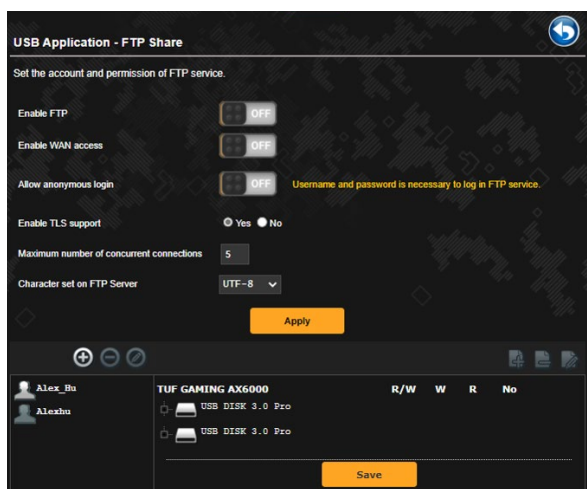 USB Application - FTP Share
Set the account and permission of FTP service.
Enable FTP OFF
Enable WAN access OFF
Allow anonymous login OFF Username and password is necessary to log in FTP service.
Enable TLS support Yes No
Maximum number of concurrent connections 5
Character set on FTP Server UTF-8
Apply
Alex_Hu
Alexhu
TUF GAMING AX6000 R/W W R No
USB DISK 3.0 Pro
USB DISK 3.0 Pro
Save